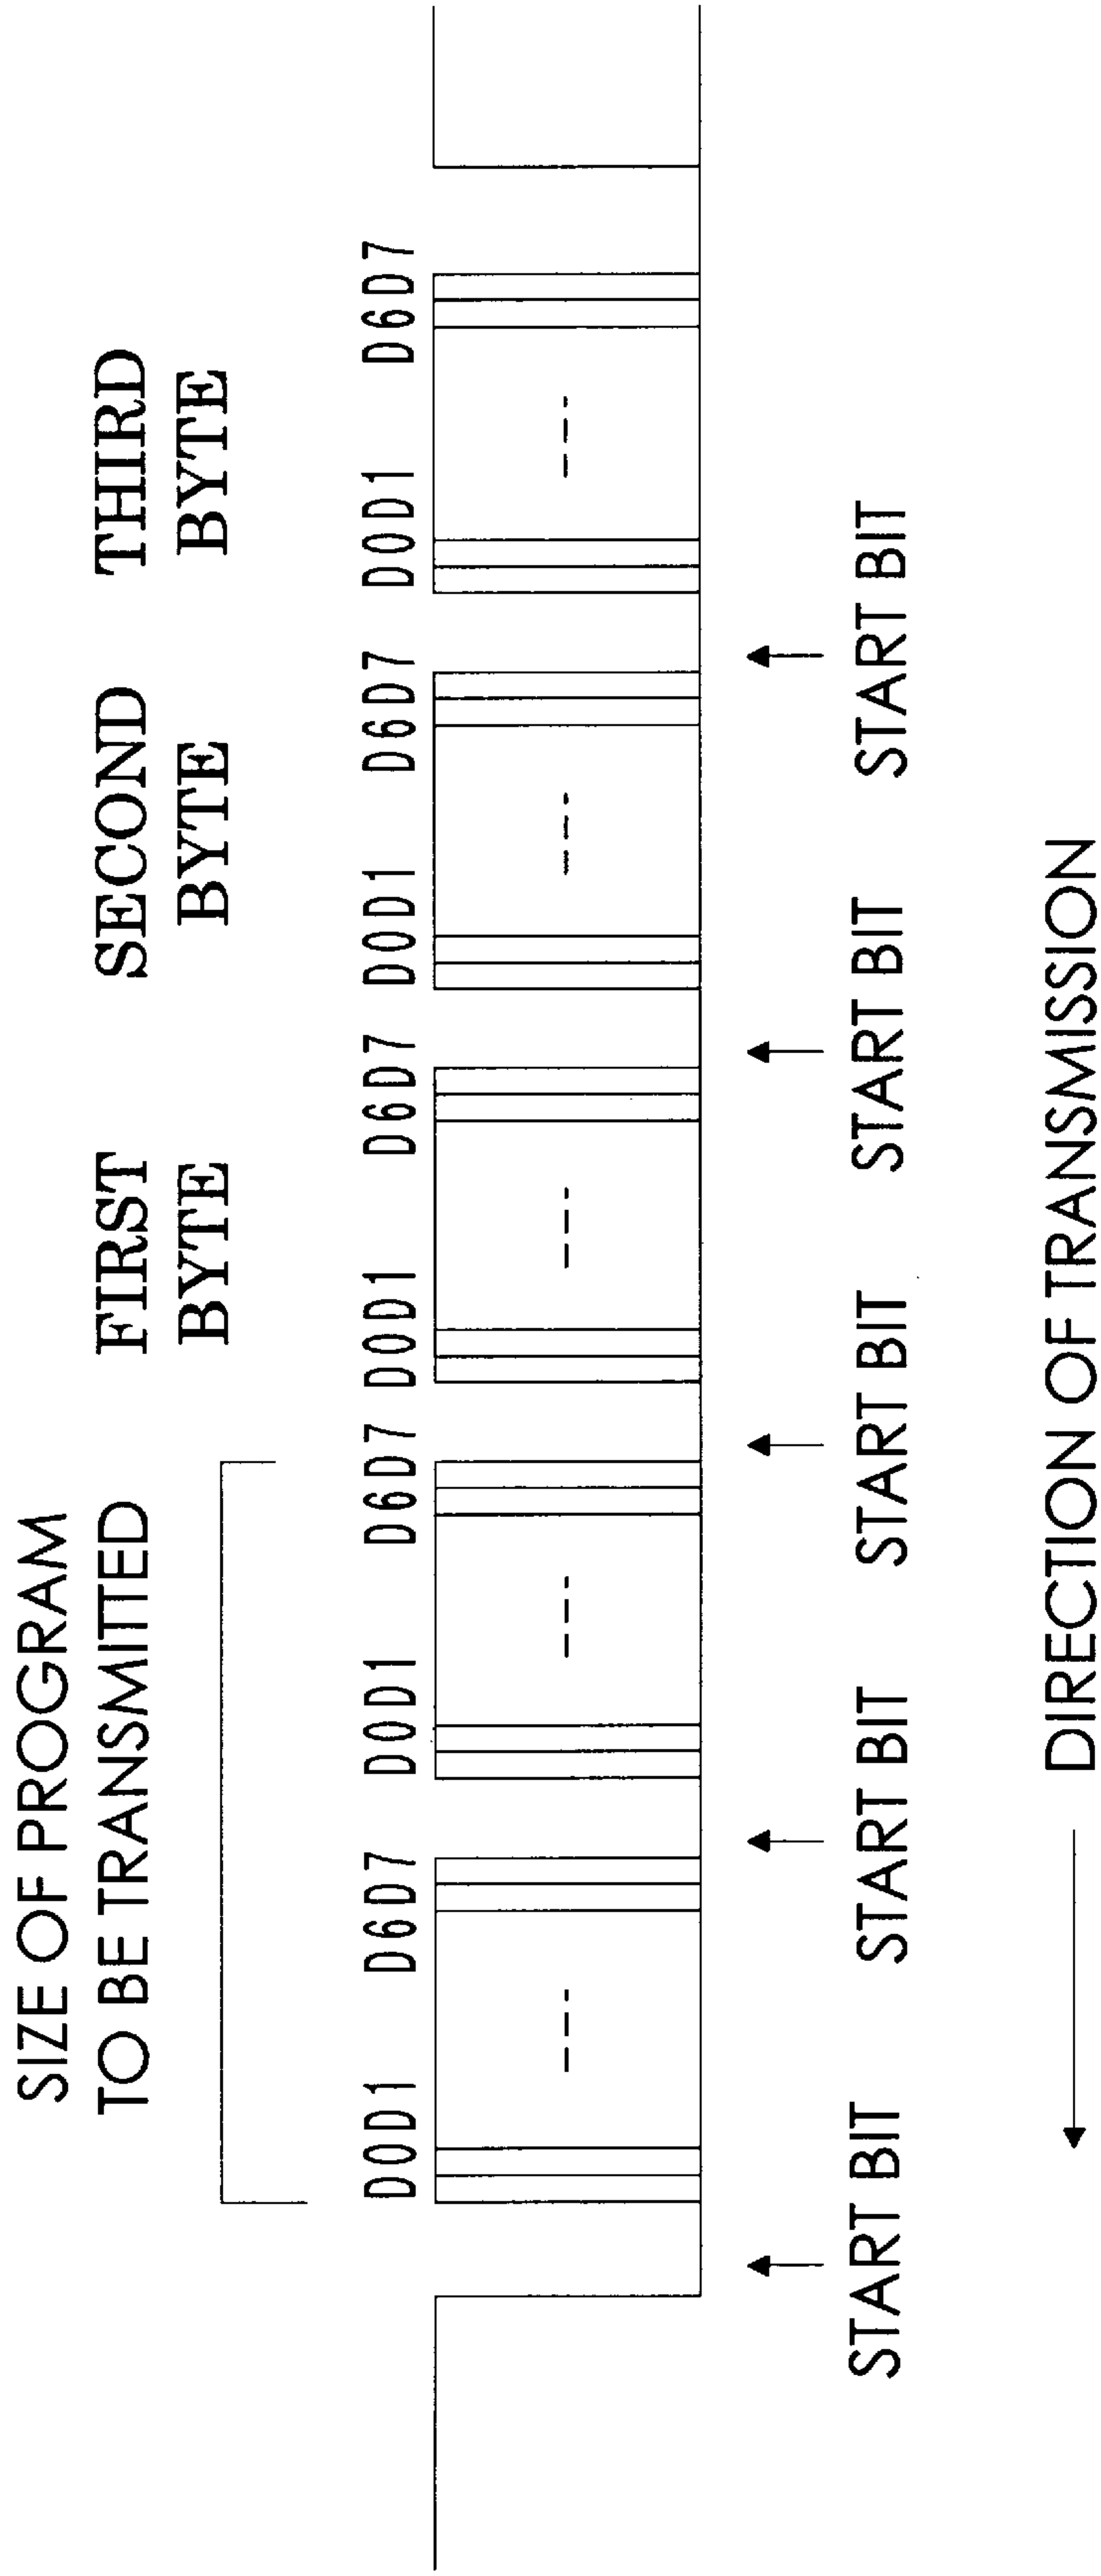 SIZE OF PROGRAM
TO BE TRANSMITTED
FIRST
BYTE
SECOND
BYTE
THIRD
BYTE
D0D1 D6D7 D0D1 D6D7 D0D1 D6D7 D0D1 D6D7 D0D1 D6D7
START BIT START BIT START BIT START BIT START BIT
DIRECTION OF TRANSMISSION